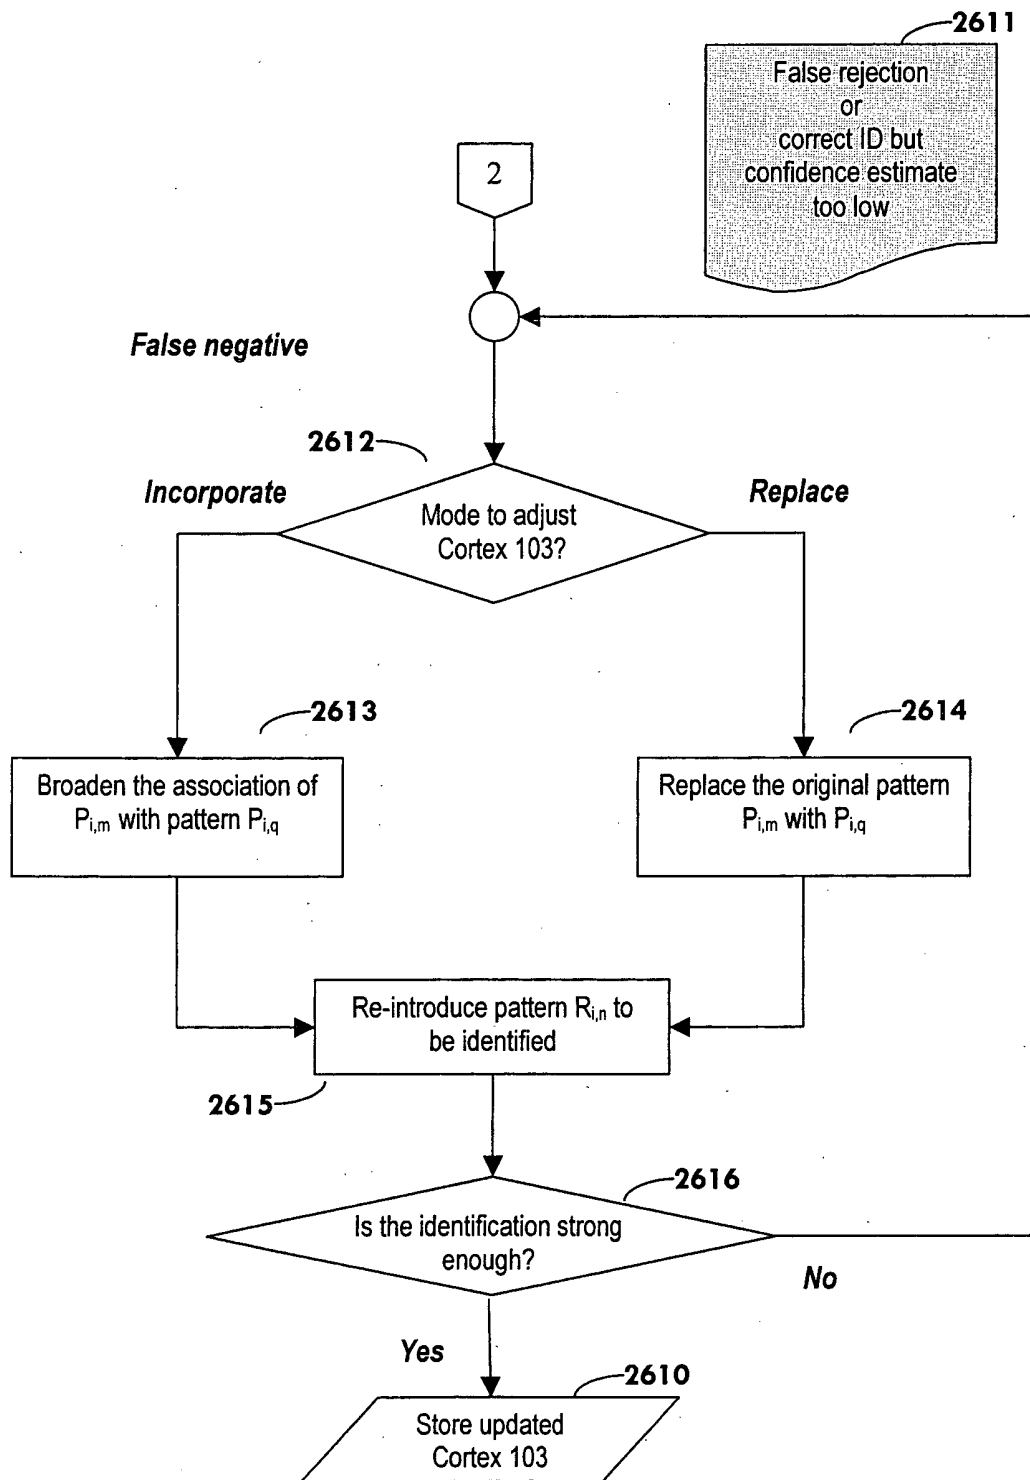 2611
False rejection
or
correct ID but
confidence estimate
too low
2
False negative
2612
Incorporate
Replace
Mode to adjust
Cortex 103?
2613
2614
Broaden the association of
Pi,m with pattern Pi,q
Replace the original pattern
Pi,m with Pi,q
Re-introduce pattern Ri,n to
be identified
2615
2616
Is the identification strong
enough?
No
Yes
2610
Store updated
Cortex 103